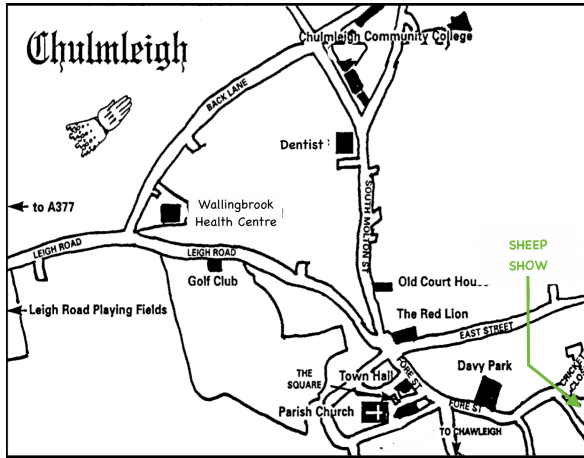 Chulmleigh
Chulmleigh Community College
BACK LANE
Dentist :
Wallingbrook
Health Centre
to A377
SOUTH MOLTON ST
LEIGH ROAD
LEIGH ROAD
Golf Club
SHEEP
SHOW
Old Court Hou
Leigh Road Playing Fields
The Red Lion
EAST STREET
FORE ST
Davy Park
THE
SQUARE
Town Hall
CRICKET
Parish Church
FORE ST
TO CHAWLEIGH